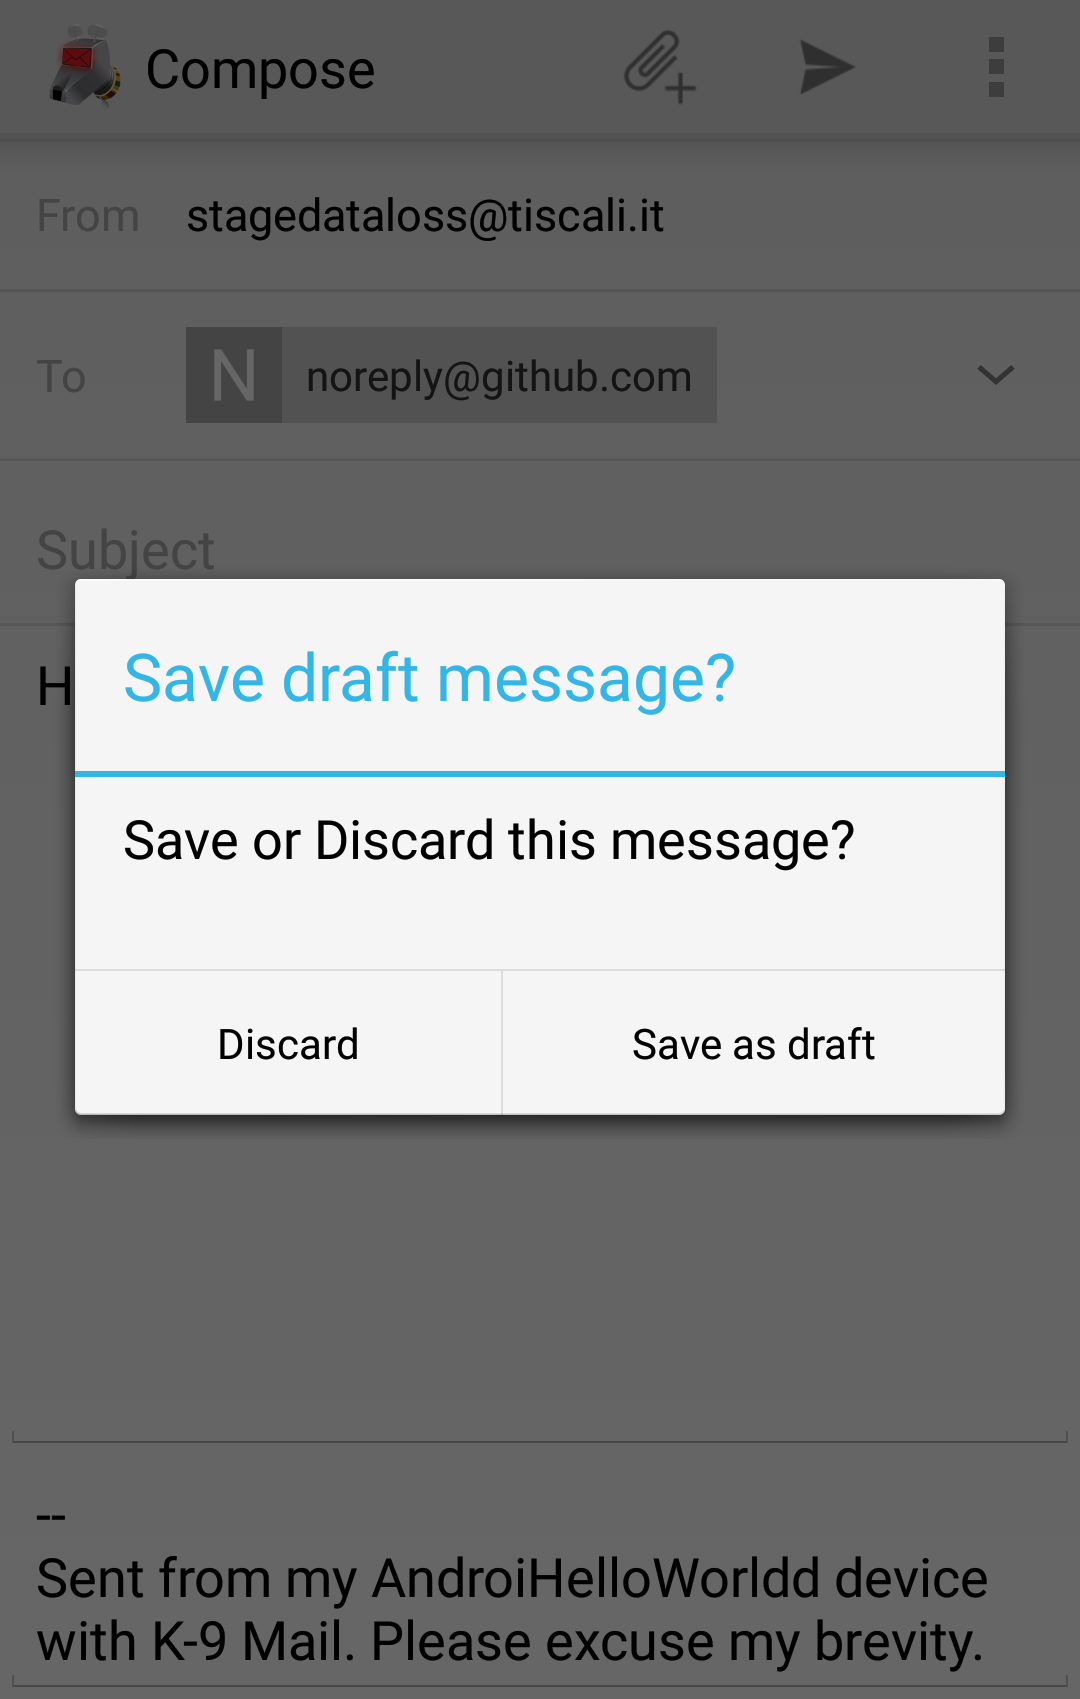 Compose
From stagedataloss@tiscali.it
To N noreply@github.com
Subject
H
Save draft message?
Save or Discard this message?
Discard Save as draft
--
Sent from my AndroiHelloWorldd device
with K-9 Mail. Please excuse my brevity.